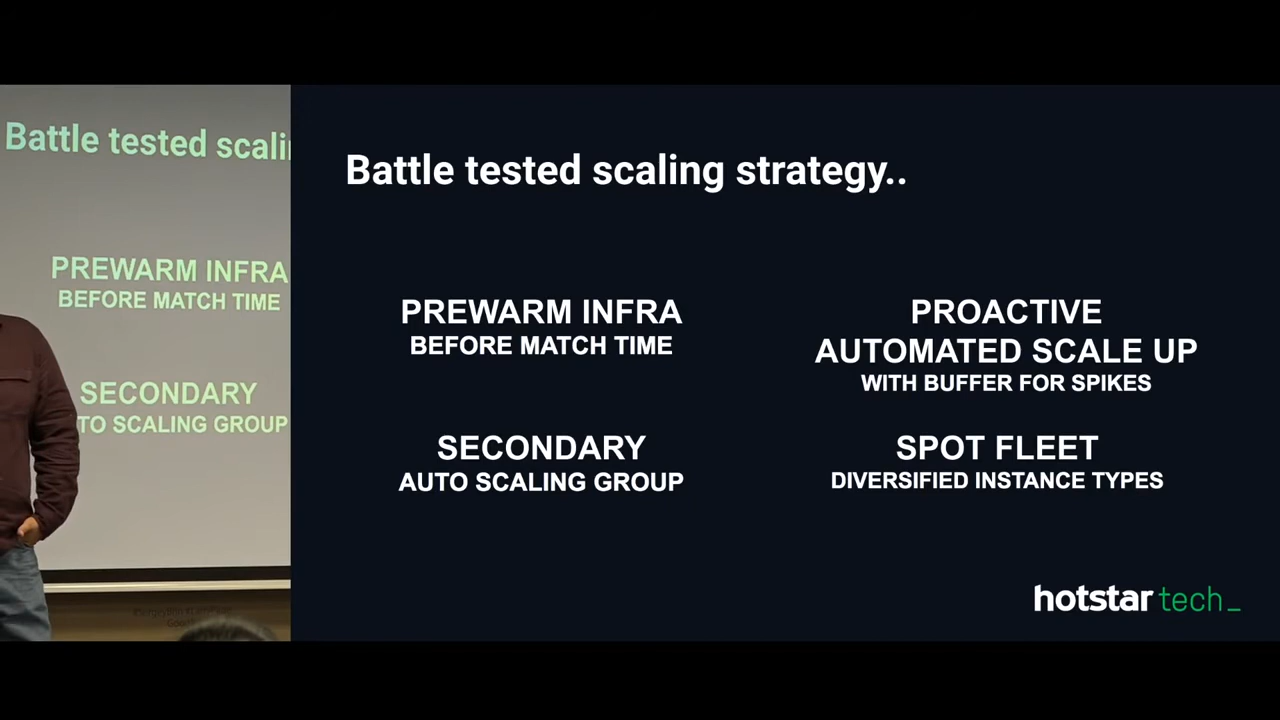 Battle tested scali
PREWARM INFRA
BEFORE MATCH TIME
SECONDARY
TO SCALING GROUP
Battle tested scaling strategy..
PREWARM INFRA
BEFORE MATCH TIME
PROACTIVE
AUTOMATED SCALE UP
WITH BUFFER FOR SPIKES
SECONDARY
AUTO SCALING GROUP
SPOT FLEET
DIVERSIFIED INSTANCE TYPES
hotstar tech_